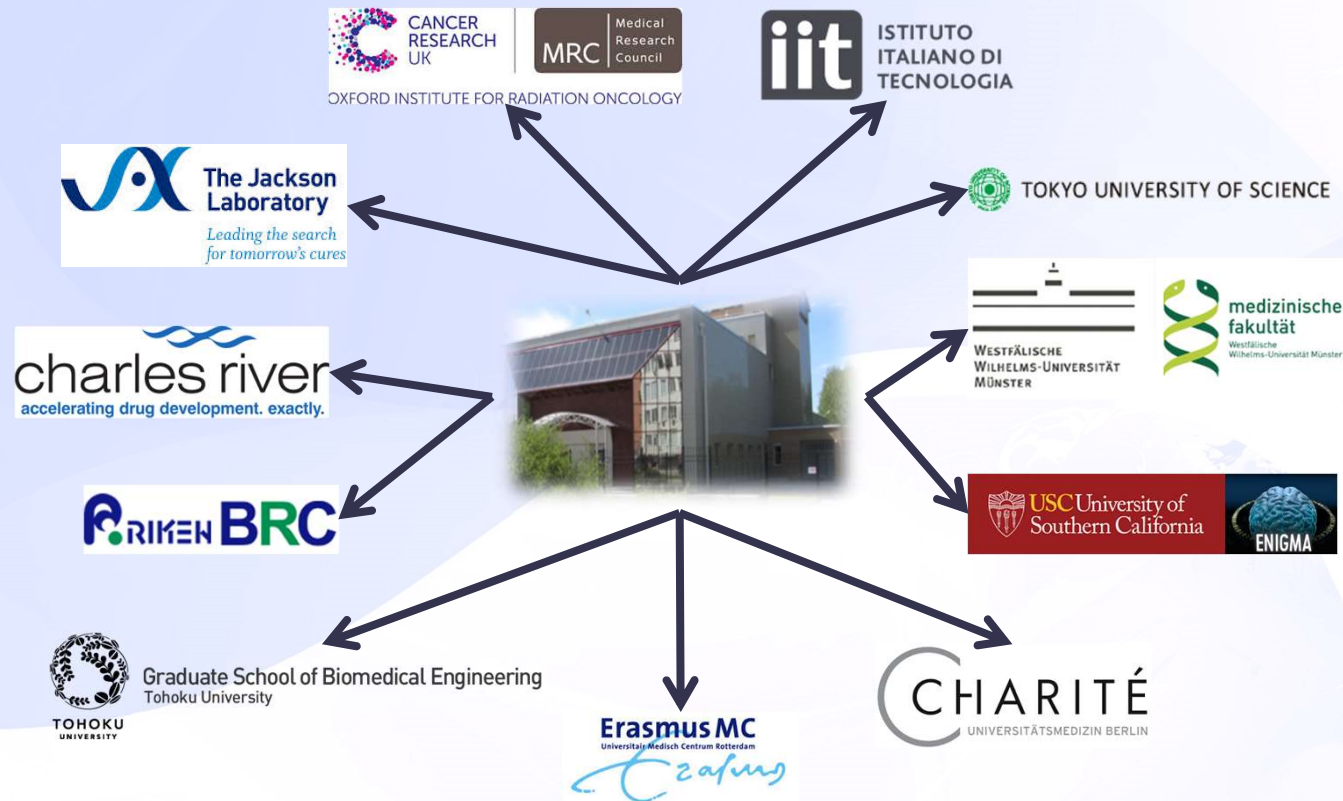 CANCER
RESEARCH
UK
MRC
Medical
Research
Council
OXFORD INSTITUTE FOR RADIATION ONCOLOGY
iit
ISTITUTO
ITALIANO DI
TECNOLOGIA
JAX
The Jackson
Laboratory
Leading the search
for tomorrow's cures
TOKYO UNIVERSITY OF SCIENCE
WESTFÄLISCHE
WILHELMS-UNIVERSITÄT
MÜNSTER
medizinische
fakultät
Westfälische
Wilhelms-Universität Münster
charles river
accelerating drug development. exactly.
RIKEN BRC
USC University of
Southern California
ENIGMA
TOHOKU
UNIVERSITY
Graduate School of Biomedical Engineering
Tohoku University
Erasmus MC
Universitair Medisch Centrum Rotterdam
Erasmus
CHARITÉ
UNIVERSITÄTSMEDIZIN BERLIN